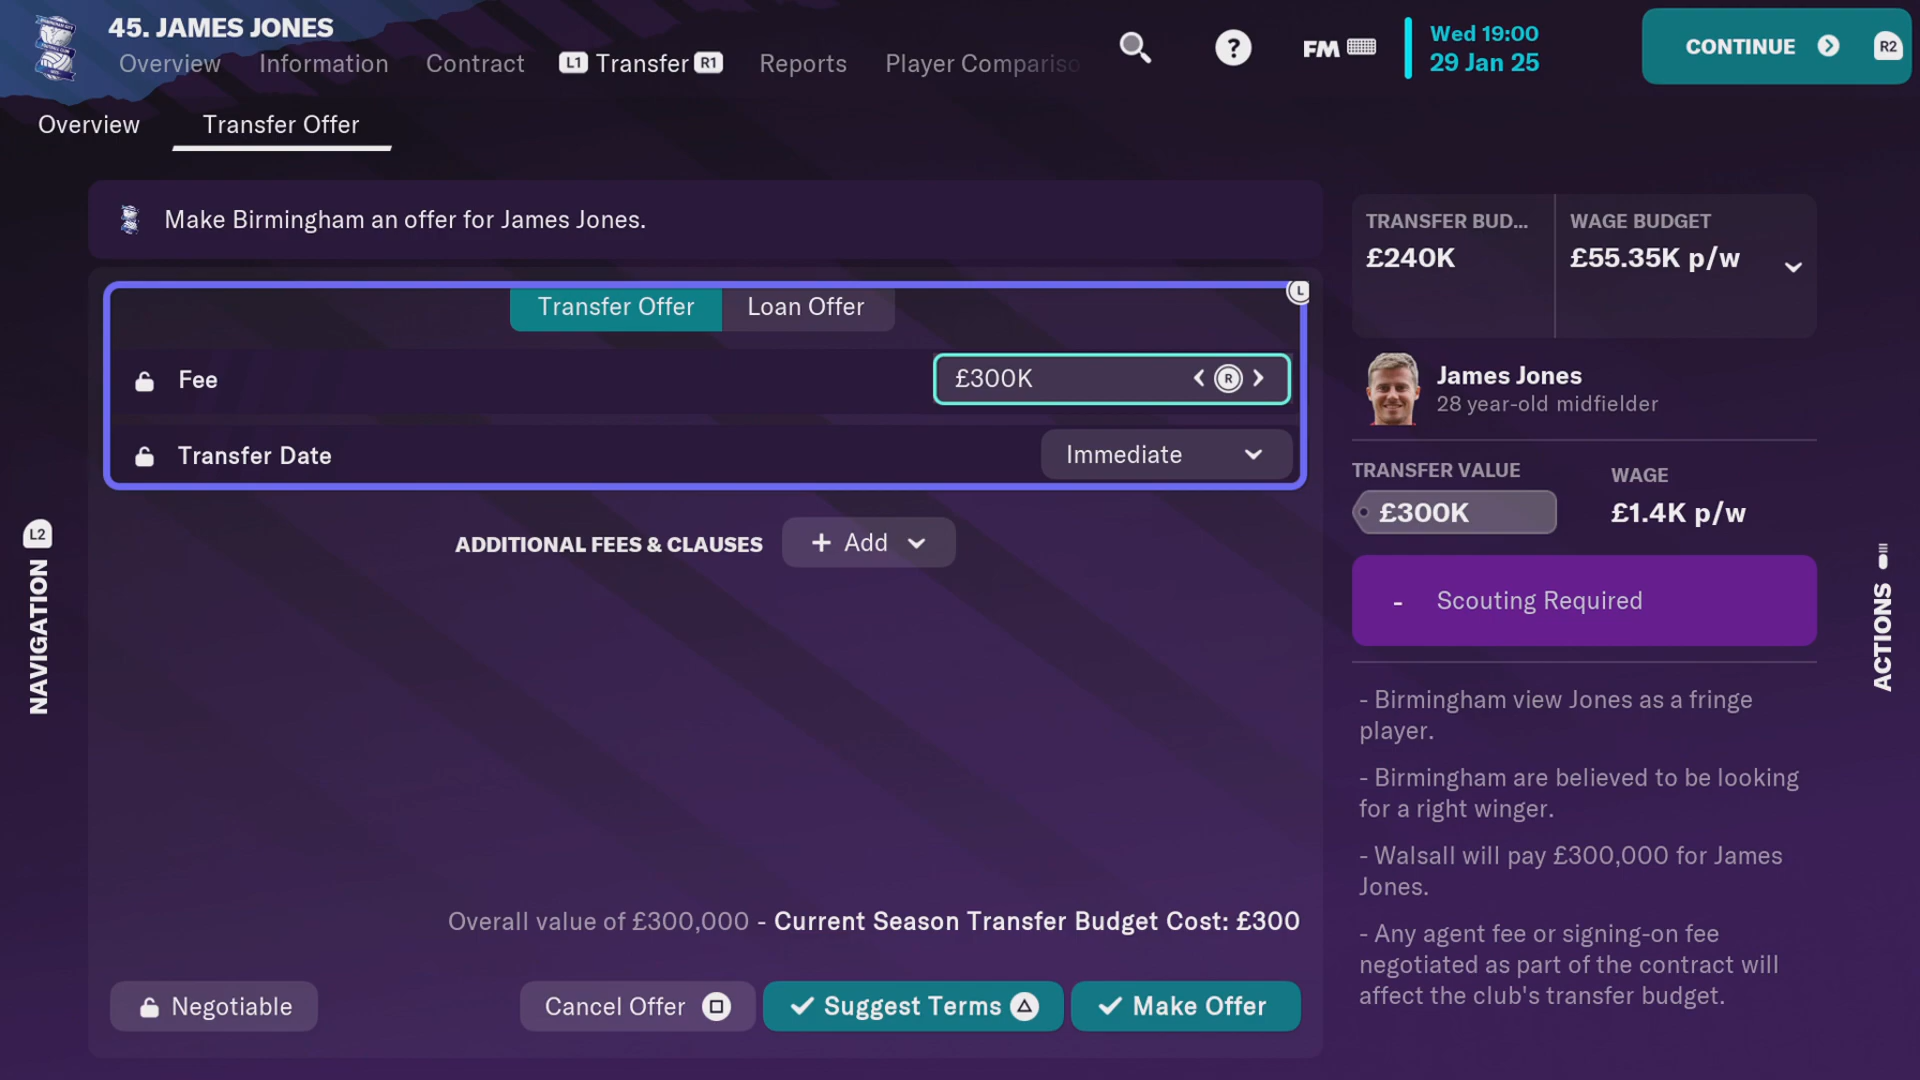 45. JAMES JONES
Overview Information Contract L1 Transfer R1 Reports Player Compariso
FM
Wed 19:00
29 Jan 25
CONTINUE R2
Overview Transfer Offer
Make Birmingham an offer for James Jones.
TRANSFER BUD...
£240K
WAGE BUDGET
£55.35K p/w
L
Transfer Offer Loan Offer
Fee £300K R
Transfer Date Immediate
ADDITIONAL FEES & CLAUSES + Add
James Jones
28 year-old midfielder
TRANSFER VALUE
£300K
WAGE
£1.4K p/w
- Scouting Required
- Birmingham view Jones as a fringe
player.
- Birmingham are believed to be looking
for a right winger.
- Walsall will pay £300,000 for James
Jones.
- Any agent fee or signing-on fee
negotiated as part of the contract will
affect the club's transfer budget.
Overall value of £300,000 - Current Season Transfer Budget Cost: £300
Negotiable Cancel Offer Suggest Terms Make Offer
L2
NAVIGATION
ACTIONS